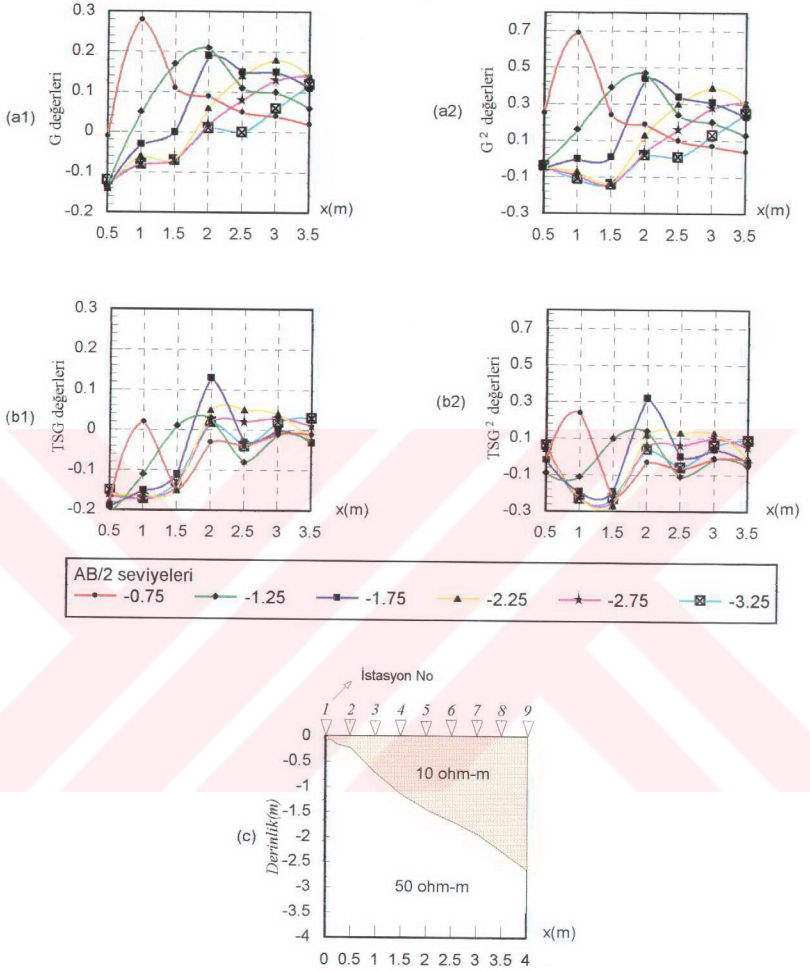 0.3
0.2
0.1
0
-0.1
-0.2
(a1)
G değerleri
x(m)
0.5 1 1.5 2 2.5 3 3.5
0.7
0.5
0.3
0.1
-0.1
-0.3
(a2)
G² değerleri
x(m)
0.5 1 1.5 2 2.5 3 3.5
0.3
0.2
0.1
0
-0.1
-0.2
(b1)
TSG değerleri
x(m)
0.5 1 1.5 2 2.5 3 3.5
0.7
0.5
0.3
0.1
-0.1
-0.3
(b2)
TSG² değerleri
x(m)
0.5 1 1.5 2 2.5 3 3.5
AB/2 seviyeleri
-0.75 -1.25 -1.75 -2.25 -2.75 -3.25
İstasyon No
1 2 3 4 5 6 7 8 9
0
-0.5
-1
-1.5
-2
-2.5
-3
-3.5
-4
(c)
Derinlik(m)
10 ohm-m
50 ohm-m
x(m)
0 0.5 1 1.5 2 2.5 3 3.5 4